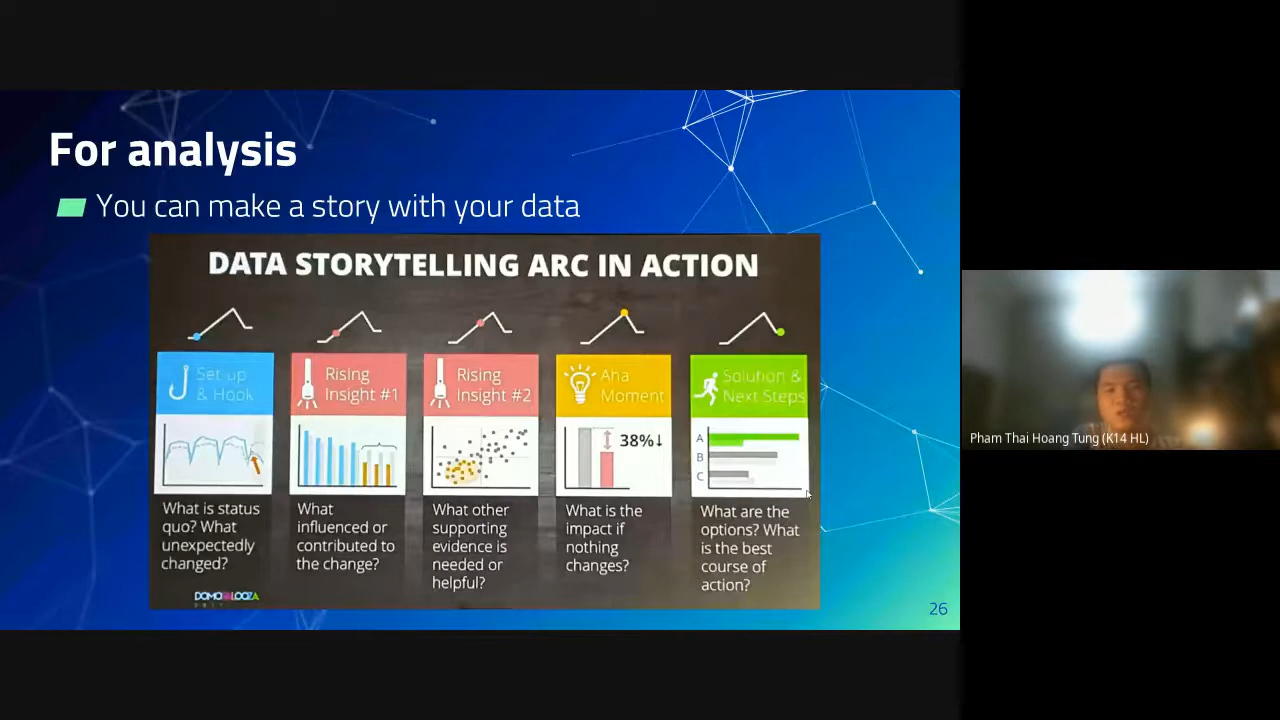 For analysis
You can make a story with your data
DATA STORYTELLING ARC IN ACTION
Set-up
& Hook
Rising
Insight #1
Rising
Insight #2
Aha
Moment
Solution &
Next Steps
38%↓
A
B
C
What is status
quo? What
unexpectedly
changed?
What
influenced or
contributed to
the change?
What other
supporting
evidence is
needed or
helpful?
What is the
impact if
nothing
changes?
What are the
options? What
is the best
course of
action?
DOMOPALOOZA
26
Pham Thai Hoang Tung (K14 HL)